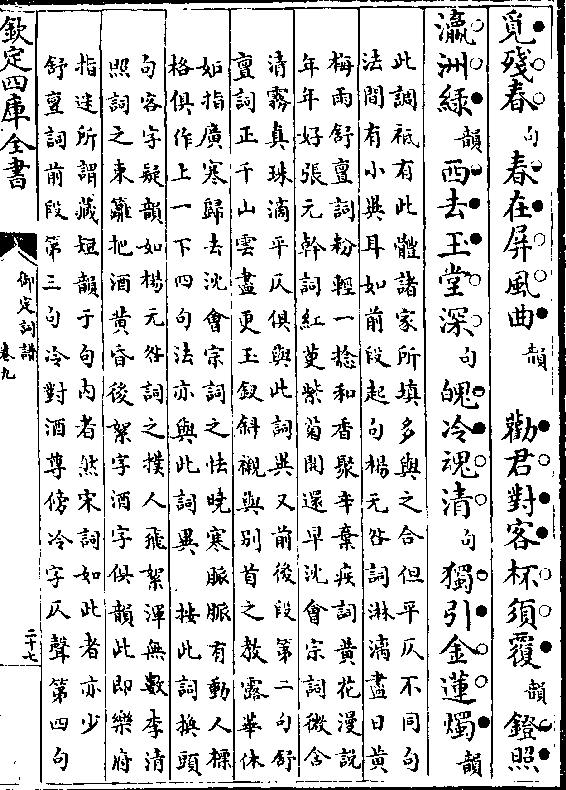 覓殘春句春在屏風曲韻　勸君對客杯須覆韻鐙照
瀛洲緑韻西去玉堂深句魄冷魂清句獨引金蓮燭韻
此調祗有此體諸家所填多與之合但平仄不同句
法間有小異耳如前段起句楊无咎詞淋漓盡日黄
梅雨舒亶詞粉輕一捻和香聚辛棄疾詞黄花漫説
年年好張元幹詞紅萸紫菊開還早沈會宗詞微含
清露真珠滴平仄俱與此詞異又前後段第二句舒
亶詞正千山雲盡更玉釵斜襯與别首之教露華休
妬指廣寒歸去沈會宗詞之怯曉寒脈脈有動人標
格俱作上一下四句法亦與此詞異　按此詞換頭
句客字疑韻如楊无咎詞之撲人飛絮渾無數李清
照詞之東籬把酒黄昏後絮字酒字俱韻此即樂府
指迷所謂藏短韻于句内者然宋詞如此者亦少
舒亶詞前段第三句冷對酒尊傍冷字仄聲第四句
欽定四庫全書
御定詞譜
卷九
二十七